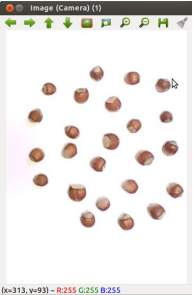 Image (Camera) (1)
(x=313, y=93) ~ R:255 G:255 B:255